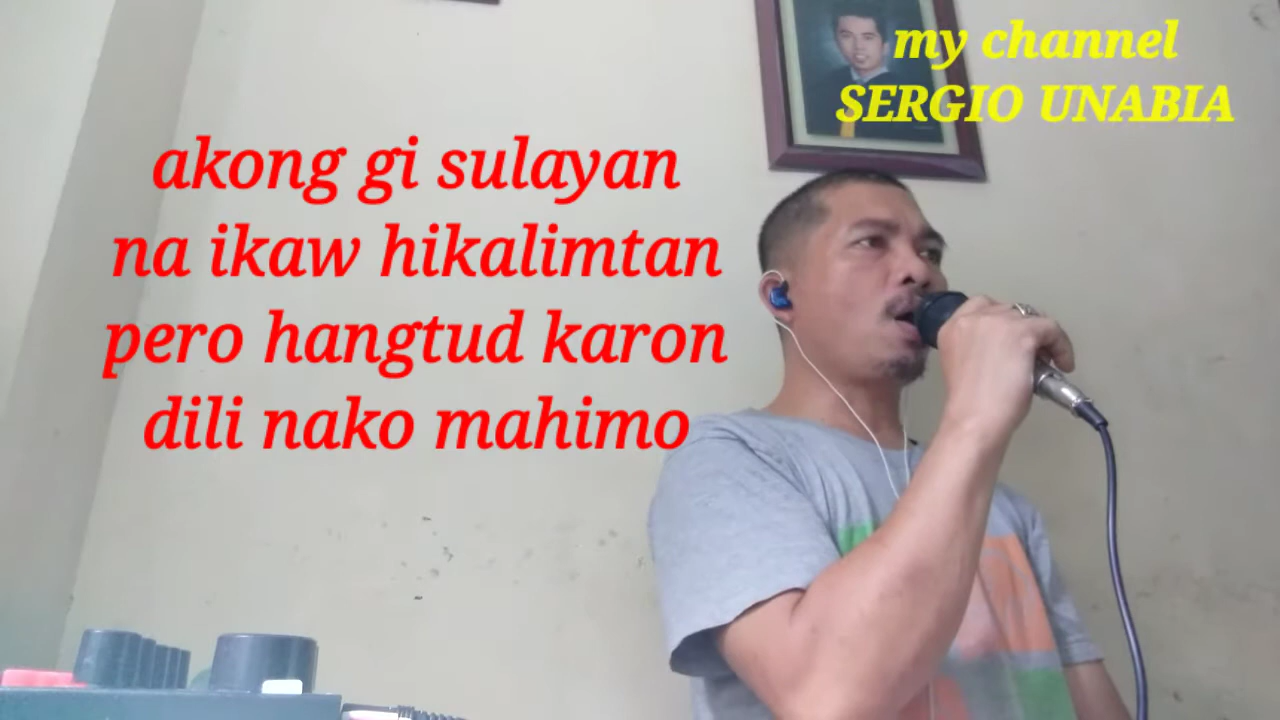 my channel
SERGIO UNABIA
akong gi sulayan
na ikaw hikalimtan
pero hangtud karon
dili nako mahimo